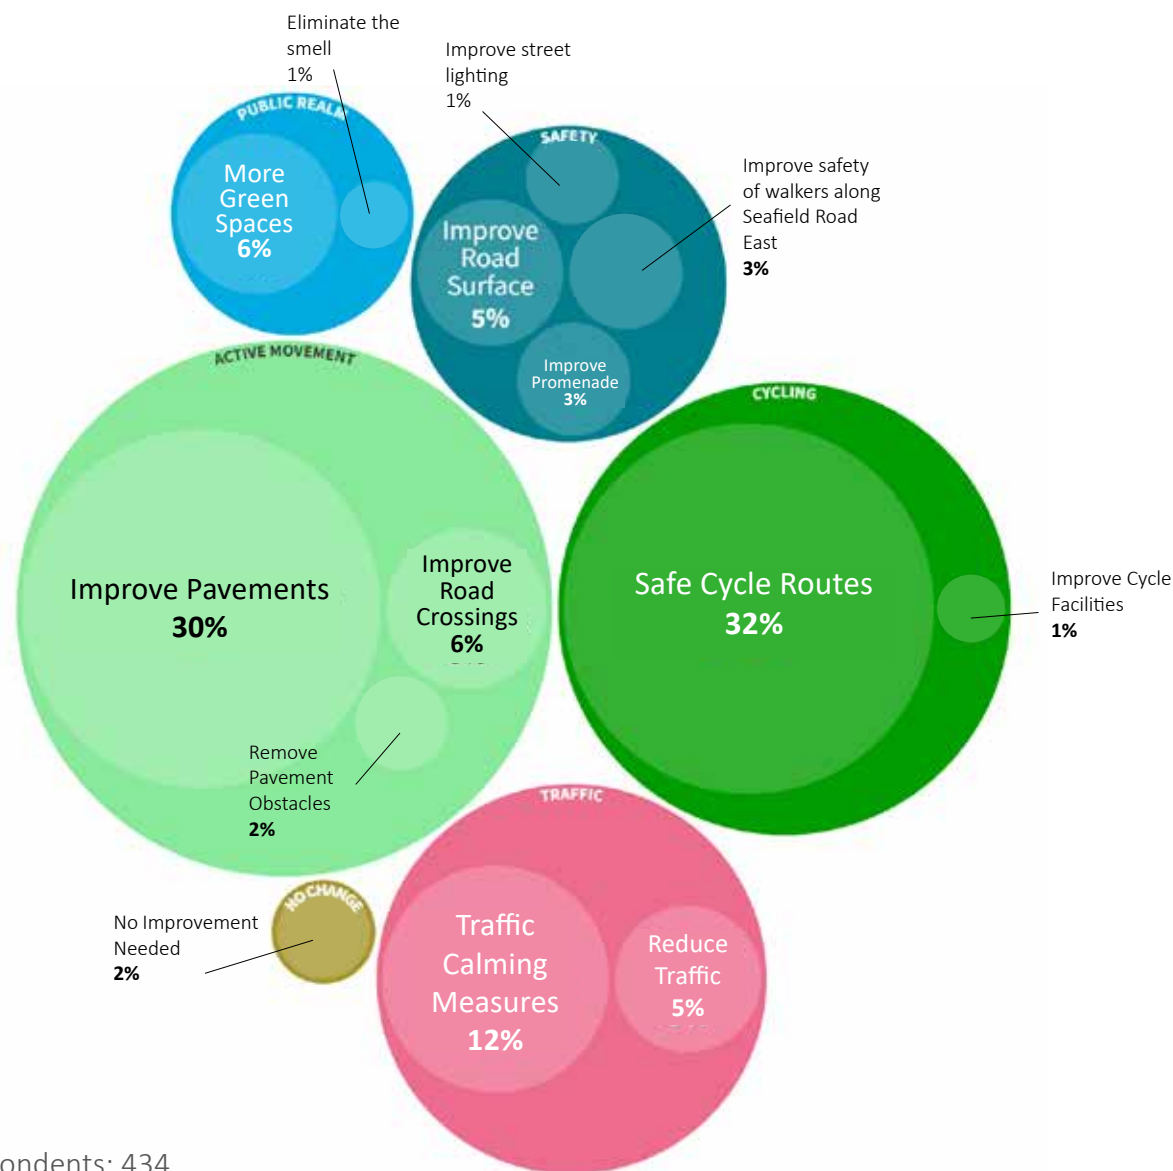 Eliminate the
smell
1%
Improve street
lighting
1%
PUBLIC REALM
More
Green
Spaces
6%
SAFETY
Improve safety
of walkers along
Seafield Road
East
3%
Improve
Road
Surface
5%
Improve
Promenade
3%
ACTIVE MOVEMENT
Improve Pavements
30%
Improve
Road
Crossings
6%
Remove
Pavement
Obstacles
2%
CYCLING
Safe Cycle Routes
32%
Improve Cycle
Facilities
1%
NO CHANGE
No Improvement
Needed
2%
TRAFFIC
Traffic
Calming
Measures
12%
Reduce
Traffic
5%
ondents: 434